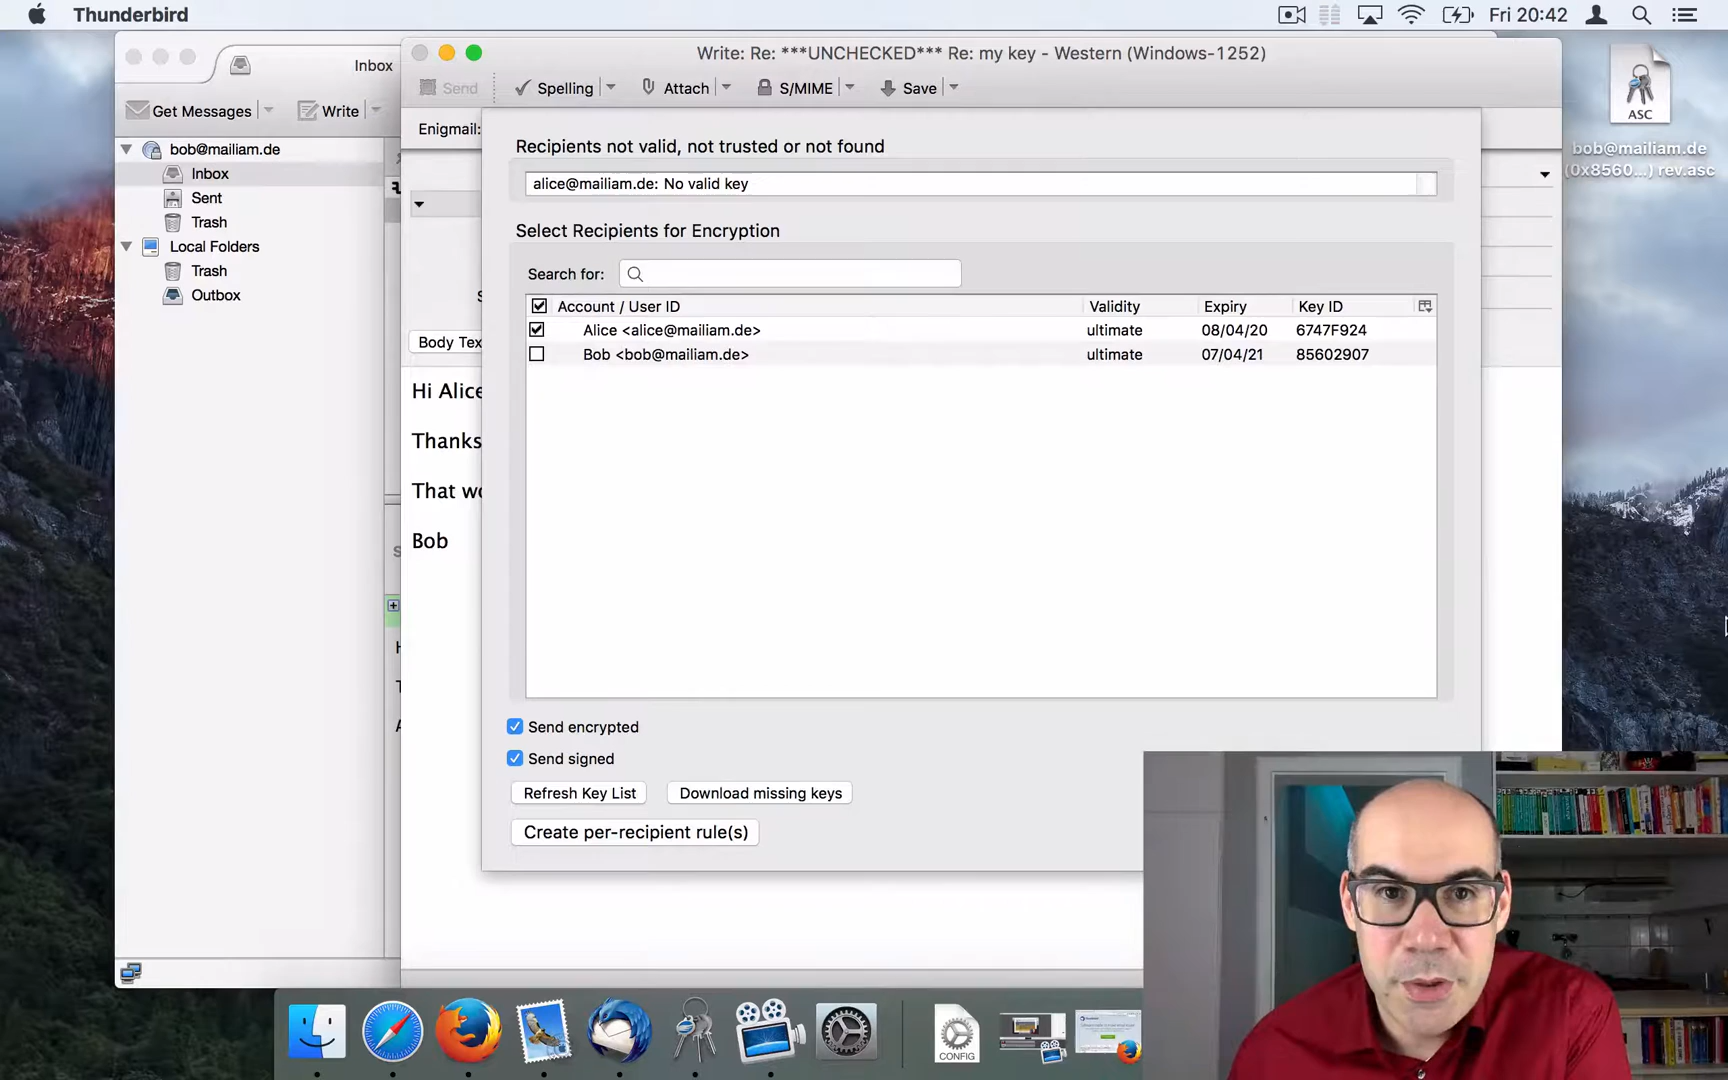 Thunderbird
Fri 20:42
Inbox
Get Messages
Write
bob@mailiam.de
Inbox
Sent
Trash
Local Folders
Trash
Outbox
Write: Re: ***UNCHECKED*** Re: my key - Western (Windows-1252)
Send
Spelling
Attach
S/MIME
Save
Enigmail:
Recipients not valid, not trusted or not found
alice@mailiam.de: No valid key
Select Recipients for Encryption
Search for:
Account / User ID Validity Expiry Key ID
Alice <alice@mailiam.de> ultimate 08/04/20 6747F924
Bob <bob@mailiam.de> ultimate 07/04/21 85602907
Body Tex
Hi Alice
Thanks
That wo
Bob
Send encrypted
Send signed
Refresh Key List
Download missing keys
Create per-recipient rule(s)
ASC
bob@mailiam.de
(0x8560...) rev.asc
CONFIG